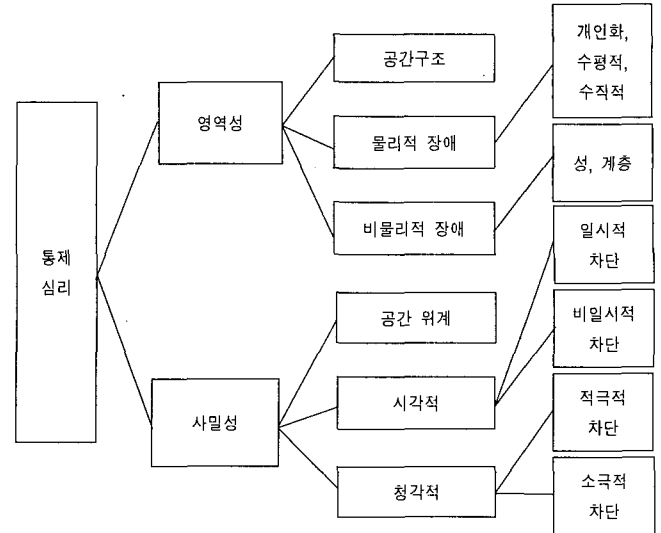 통제
심리
영역성
사밀성
공간구조
물리적 장애
비물리적 장애
공간 위계
시각적
청각적
개인화,
수평적,
수직적
성, 계층
일시적
차단
비일시적
차단
적극적
차단
소극적
차단